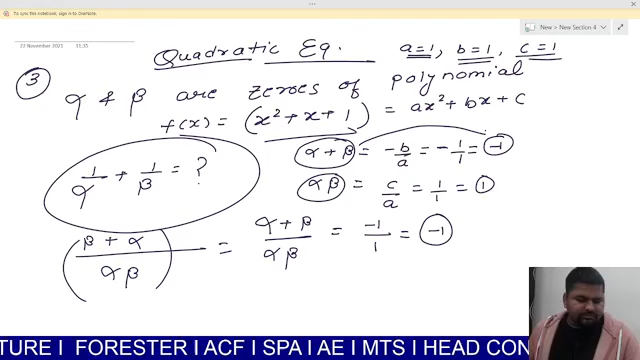 To sync this notebook, sign in to OneNote.
New > New Section 4
22 November 2021 11:35
Quadratic Eq. a=1, b=1, c=1
③ α & β are zeroes of polynomial
f(x) = (x²+x+1) = ax²+bx+c
1/α + 1/β = ?
α+β = -b/a = -1/1 = -1
αβ = c/a = 1/1 = 1
(β+α / αβ) = α+β / αβ = -1/1 = -1
TURE I FORESTER I ACF I SPA I AE I MTS I HEAD CON